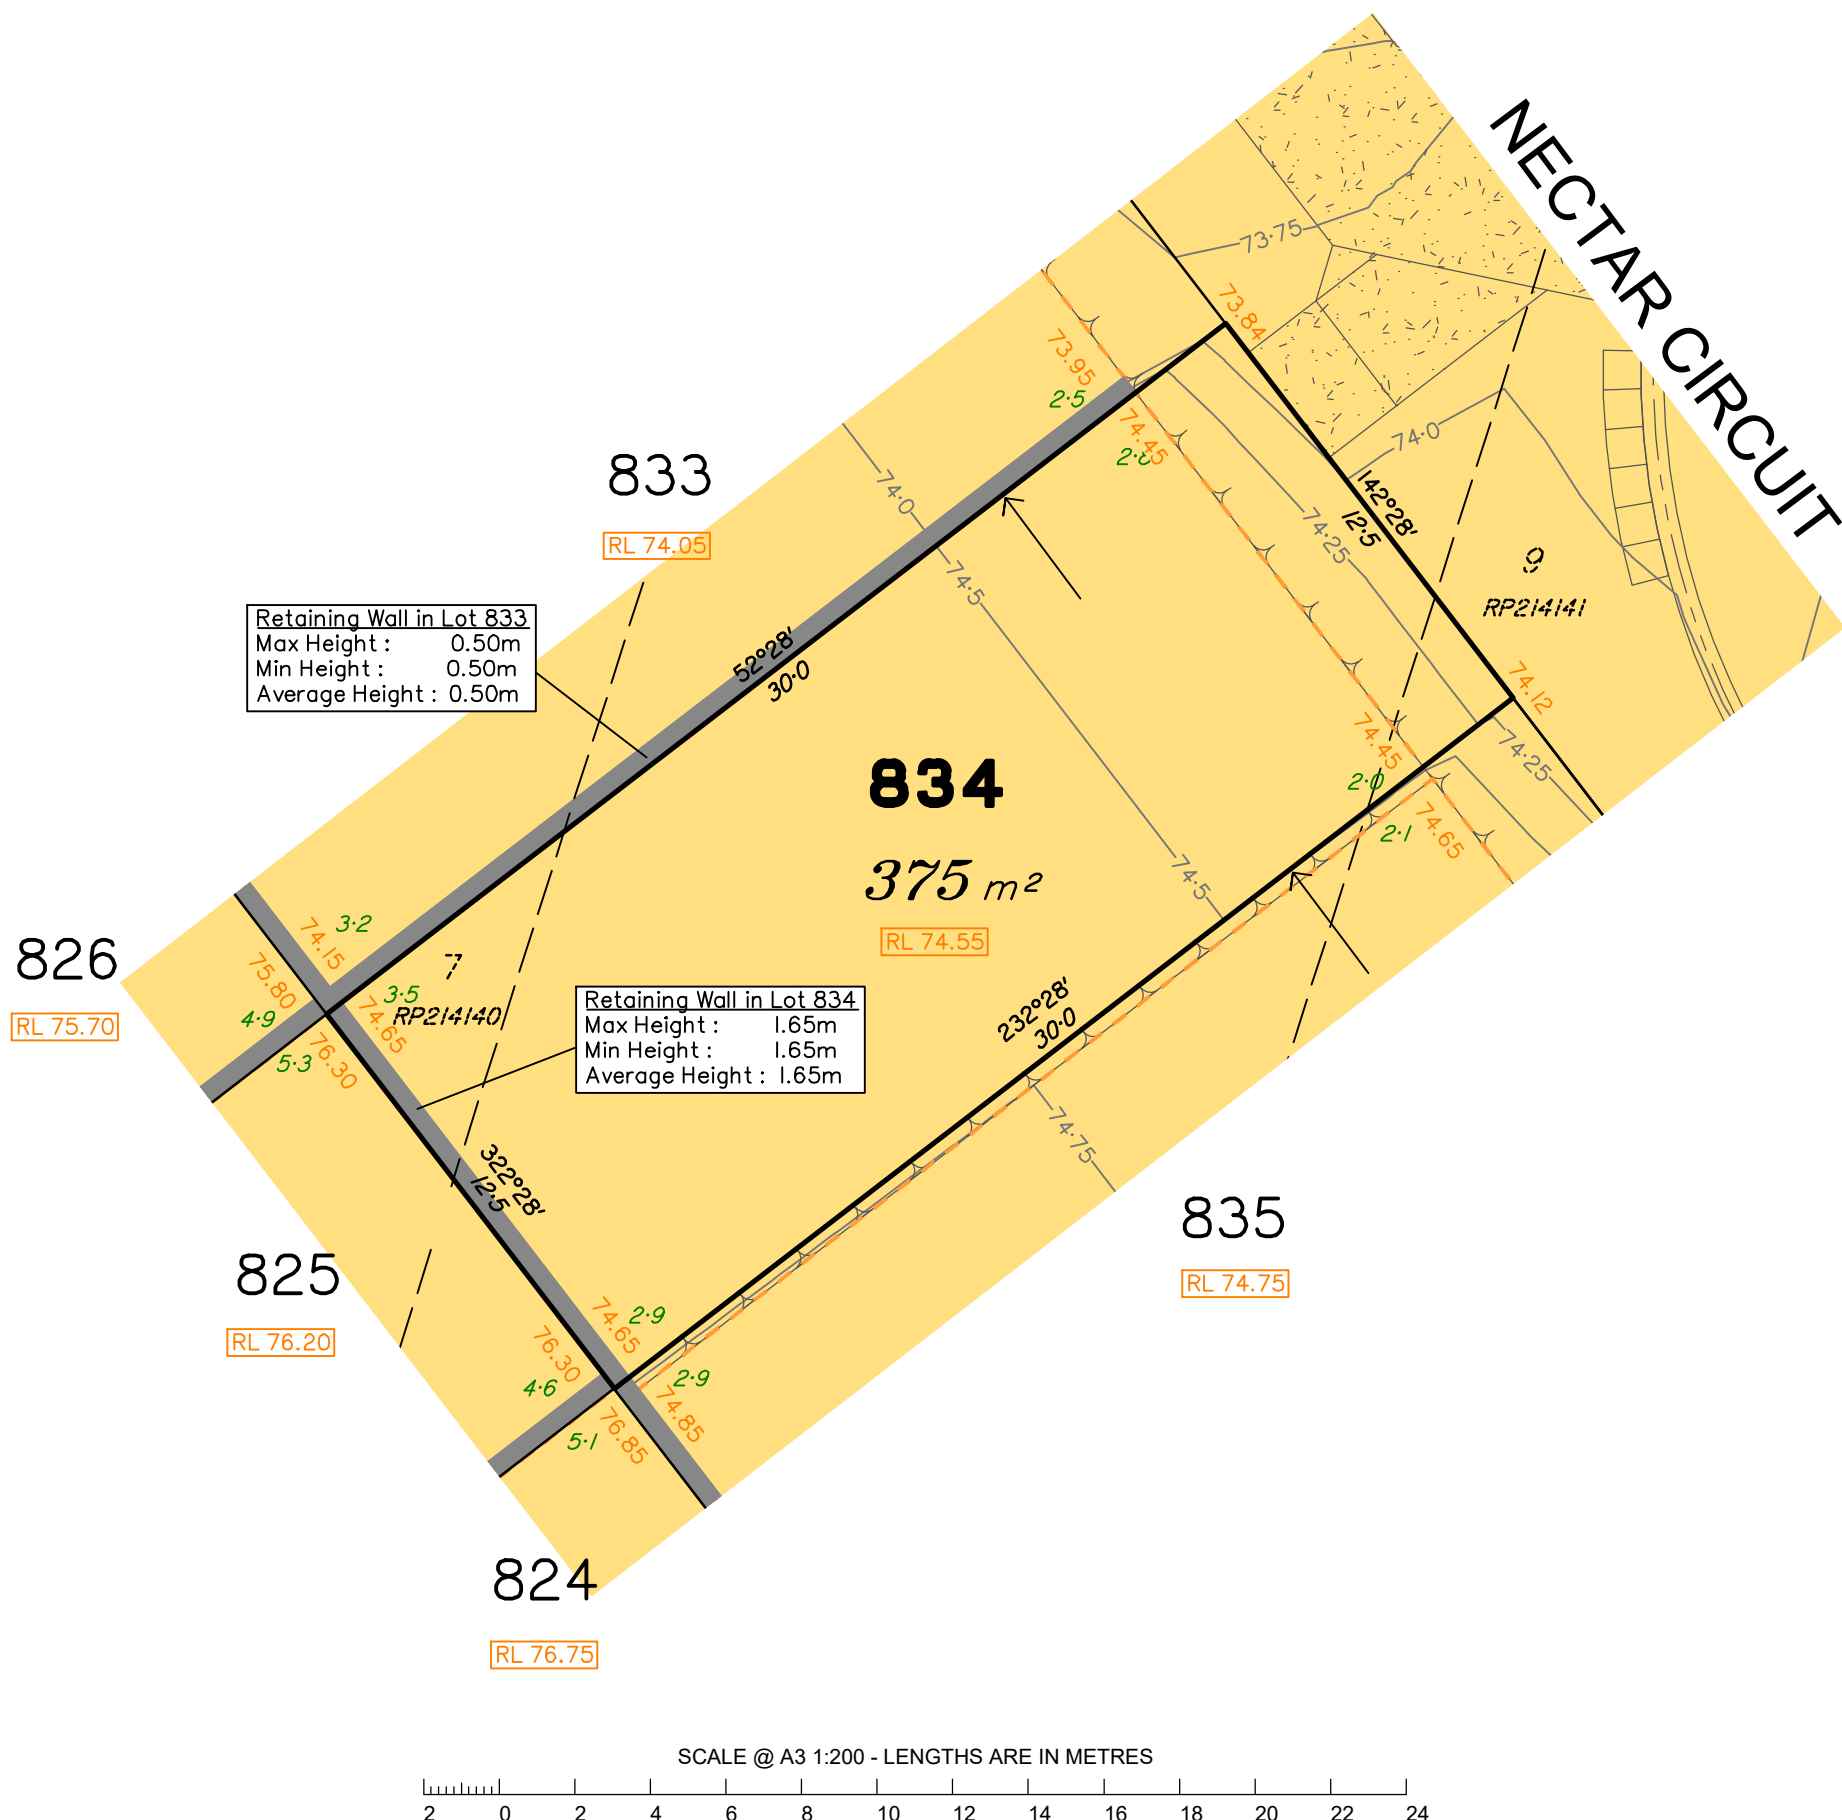 NECTAR CIRCUIT
73·75
73.84
73.95
2·5
74.45
74·0
833
RL 74.05
74·0
74·5
74·25
142°28'
12·5
9
RP214141
Retaining Wall in Lot 833
Max Height : 0.50m
Min Height : 0.50m
Average Height : 0.50m
52°28'
30·0
74.12
74.45
74·25
2·0
74.65
2·1
834
375 m²
RL 74.55
74·5
826
RL 75.70
74.15
3·2
75.80
7
3·5
RP214140
74.65
4·9
5·3
76.30
Retaining Wall in Lot 834
Max Height : 1.65m
Min Height : 1.65m
Average Height : 1.65m
232°28'
30·0
74·75
322°28'
12·5
835
RL 74.75
825
RL 76.20
74.65
2·9
76.30
4·6
2·9
74.85
76.85
5·1
824
RL 76.75
SCALE @ A3 1:200 - LENGTHS ARE IN METRES
2 0 2 4 6 8 10 12 14 16 18 20 22 24